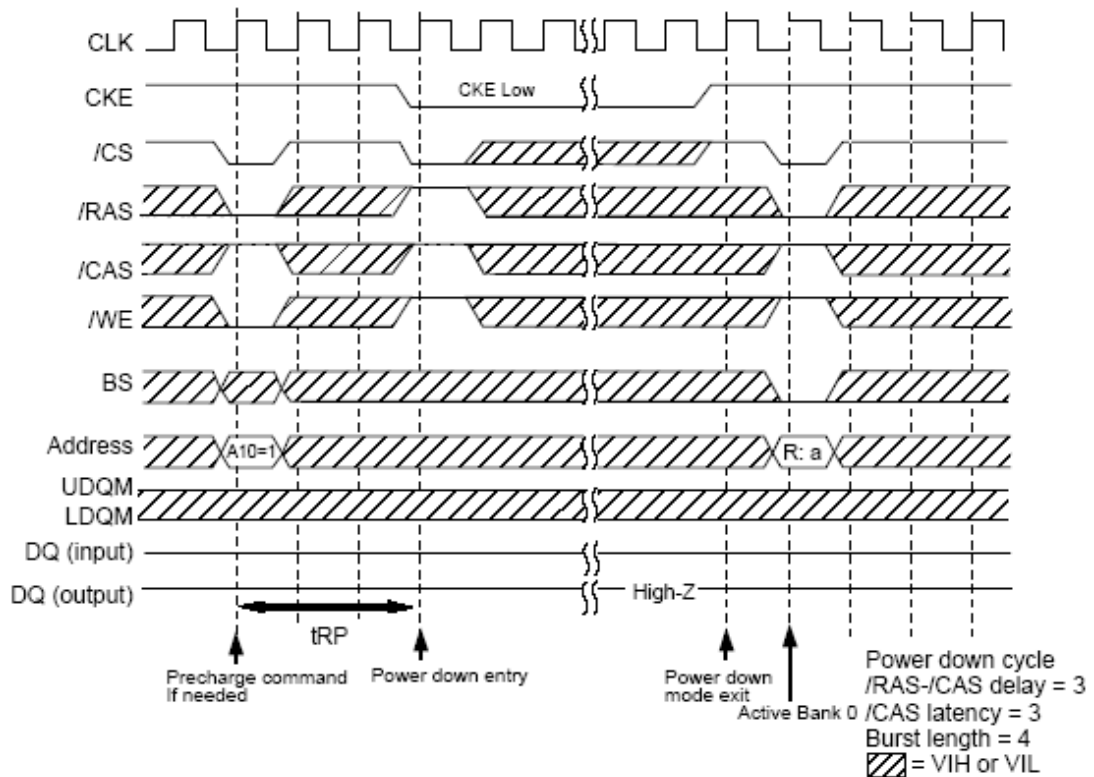 CLK
CKE
CKE Low
/CS
/RAS
/CAS
/WE
BS
Address
A10=1
R: a
UDQM
LDQM
DQ (input)
DQ (output)
High-Z
tRP
Precharge command
If needed
Power down entry
Power down
mode exit
Active Bank 0
Power down cycle
/RAS-/CAS delay = 3
/CAS latency = 3
Burst length = 4
= VIH or VIL